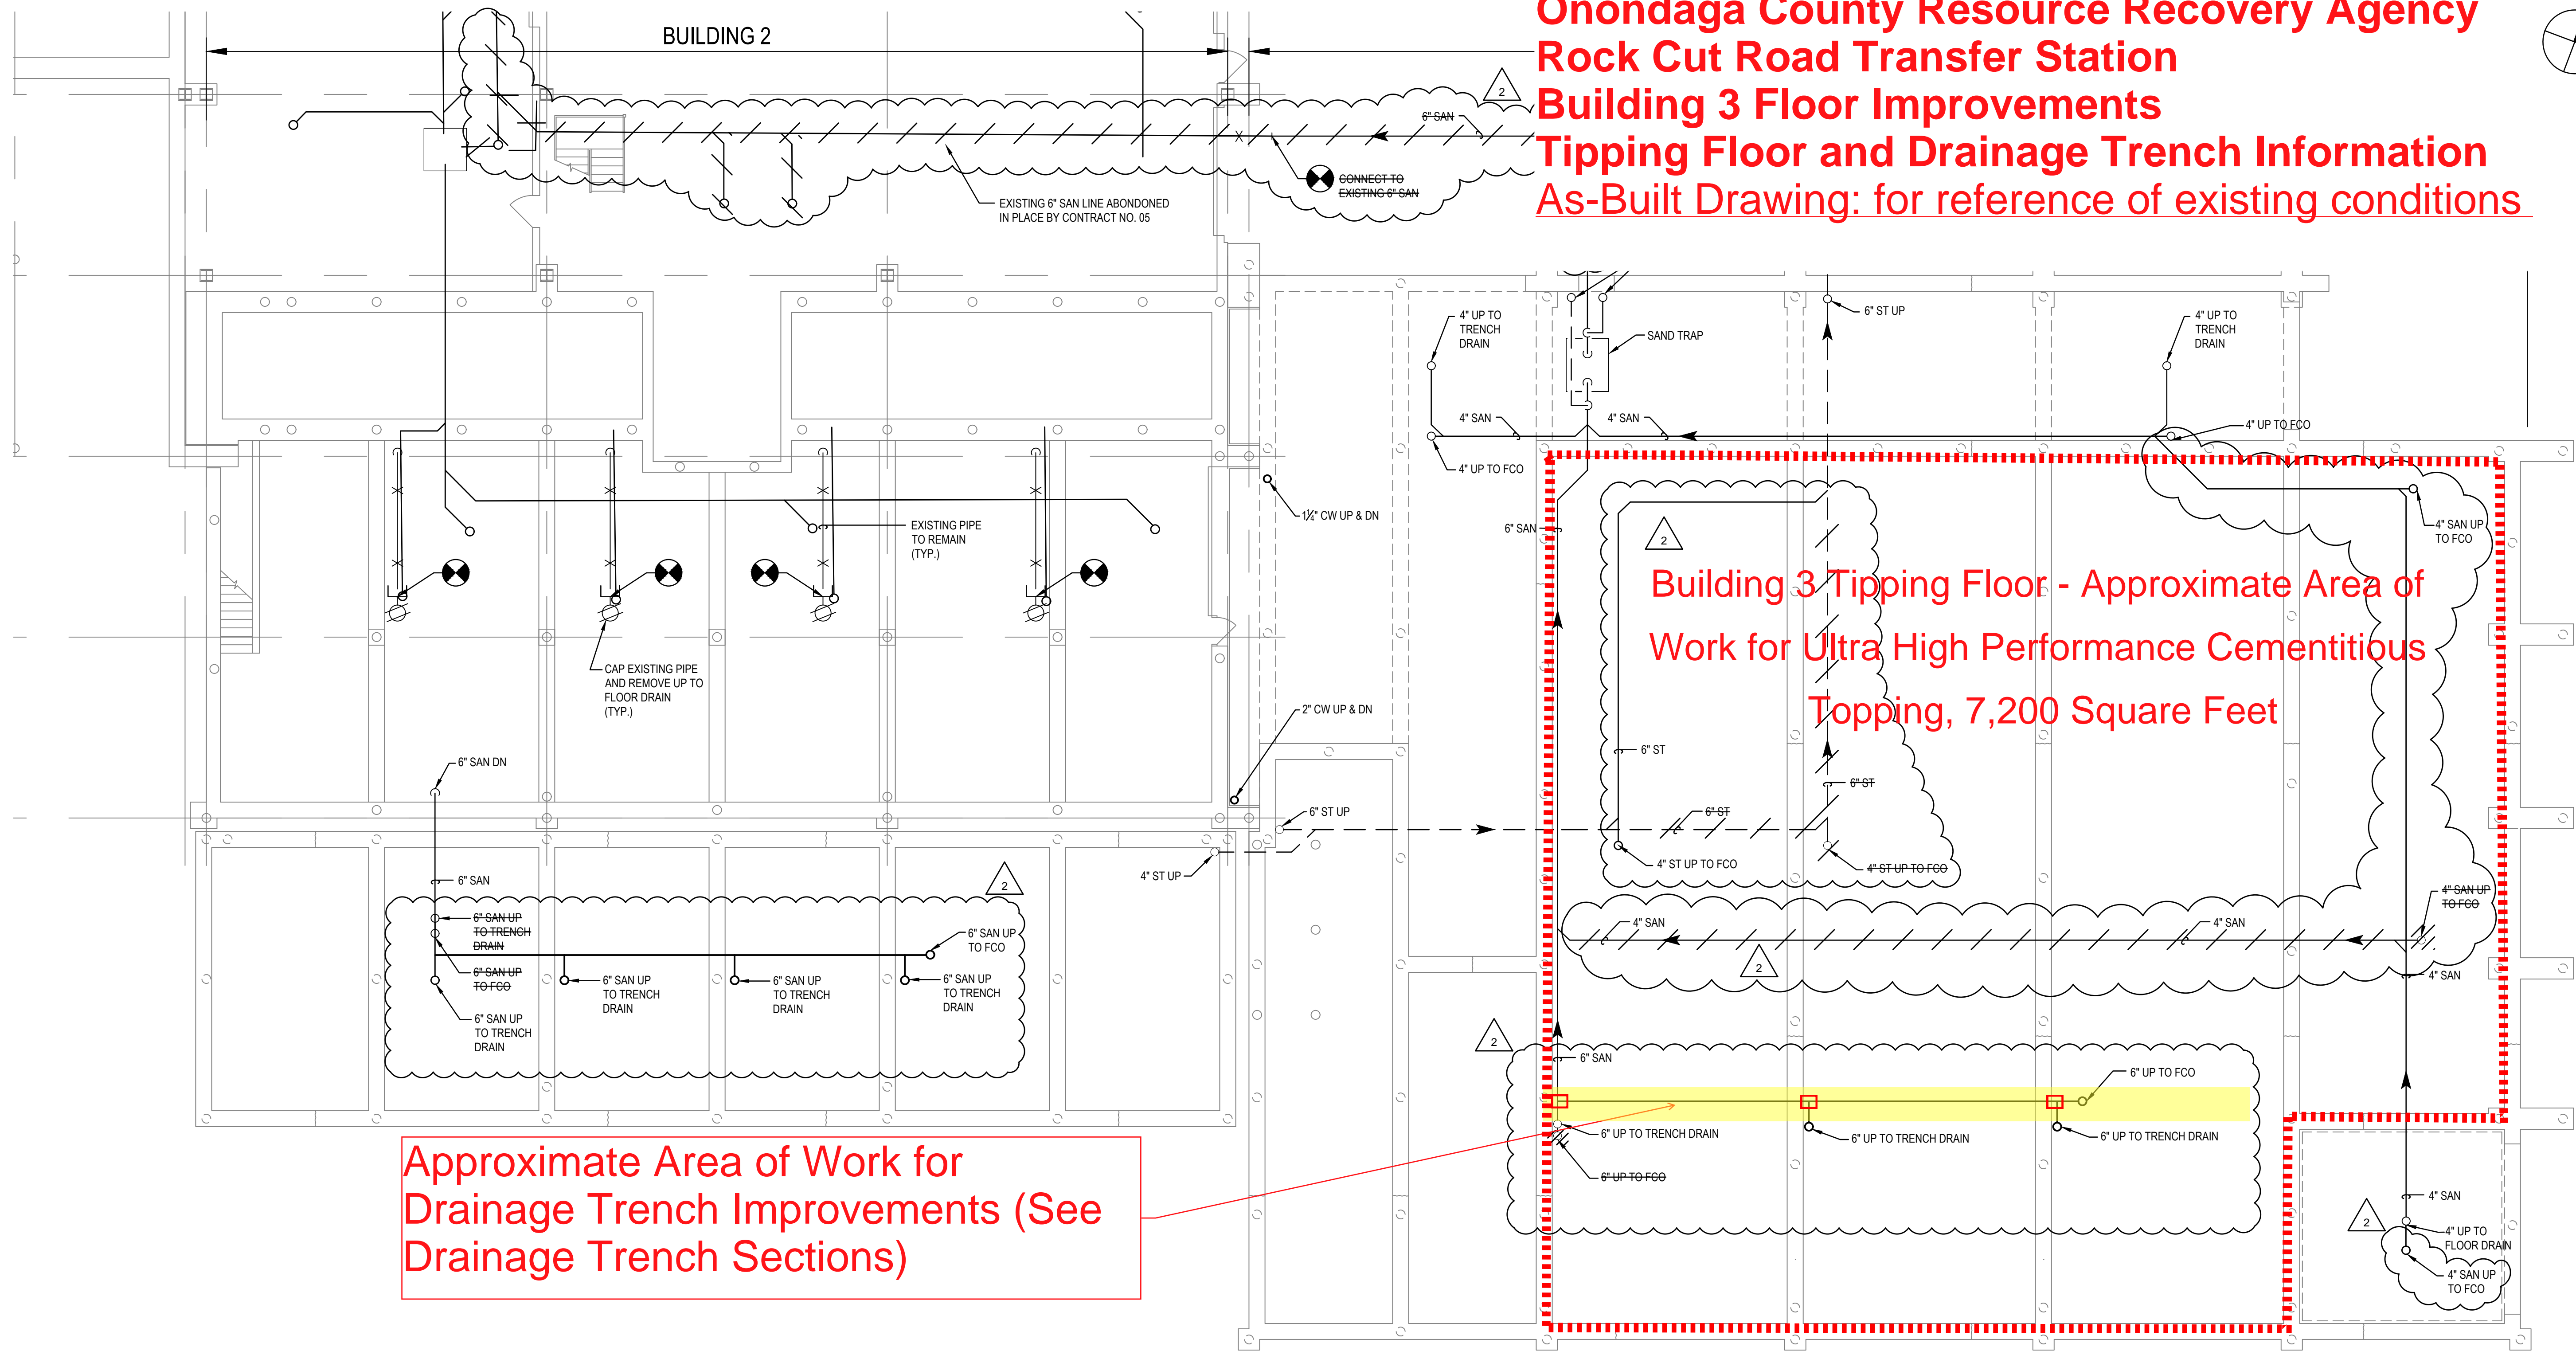 Onondaga County Resource Recovery Agency
Rock Cut Road Transfer Station
Building 3 Floor Improvements
Tipping Floor and Drainage Trench Information
As-Built Drawing: for reference of existing conditions
BUILDING 2
2
6" SAN
CONNECT TO
EXISTING 6" SAN
EXISTING 6" SAN LINE ABONDONED
IN PLACE BY CONTRACT NO. 05
4" UP TO
TRENCH
DRAIN
SAND TRAP
6" ST UP
4" UP TO
TRENCH
DRAIN
4" SAN
4" SAN
4" UP TO FCO
4" UP TO FCO
1¼" CW UP & DN
6" SAN
2
4" SAN UP
TO FCO
EXISTING PIPE
TO REMAIN
(TYP.)
Building 3 Tipping Floor - Approximate Area of
Work for Ultra High Performance Cementitious
Topping, 7,200 Square Feet
CAP EXISTING PIPE
AND REMOVE UP TO
FLOOR DRAIN
(TYP.)
2" CW UP & DN
6" ST
6" ST
6" SAN DN
6" ST UP
6" ST
4" ST UP TO FCO
4" ST UP TO FCO
4" ST UP
6" SAN
2
4" SAN UP
TO FCO
6" SAN UP
TO TRENCH
DRAIN
6" SAN UP
TO FCO
4" SAN
4" SAN
6" SAN UP
TO FCO
6" SAN UP
TO TRENCH
DRAIN
6" SAN UP
TO TRENCH
DRAIN
6" SAN UP
TO TRENCH
DRAIN
2
4" SAN
6" SAN UP
TO TRENCH
DRAIN
2
6" SAN
6" UP TO FCO
6" UP TO TRENCH DRAIN
6" UP TO TRENCH DRAIN
6" UP TO TRENCH DRAIN
6" UP TO FCO
Approximate Area of Work for
Drainage Trench Improvements (See
Drainage Trench Sections)
4" SAN
2
4" UP TO
FLOOR DRAIN
4" SAN UP
TO FCO